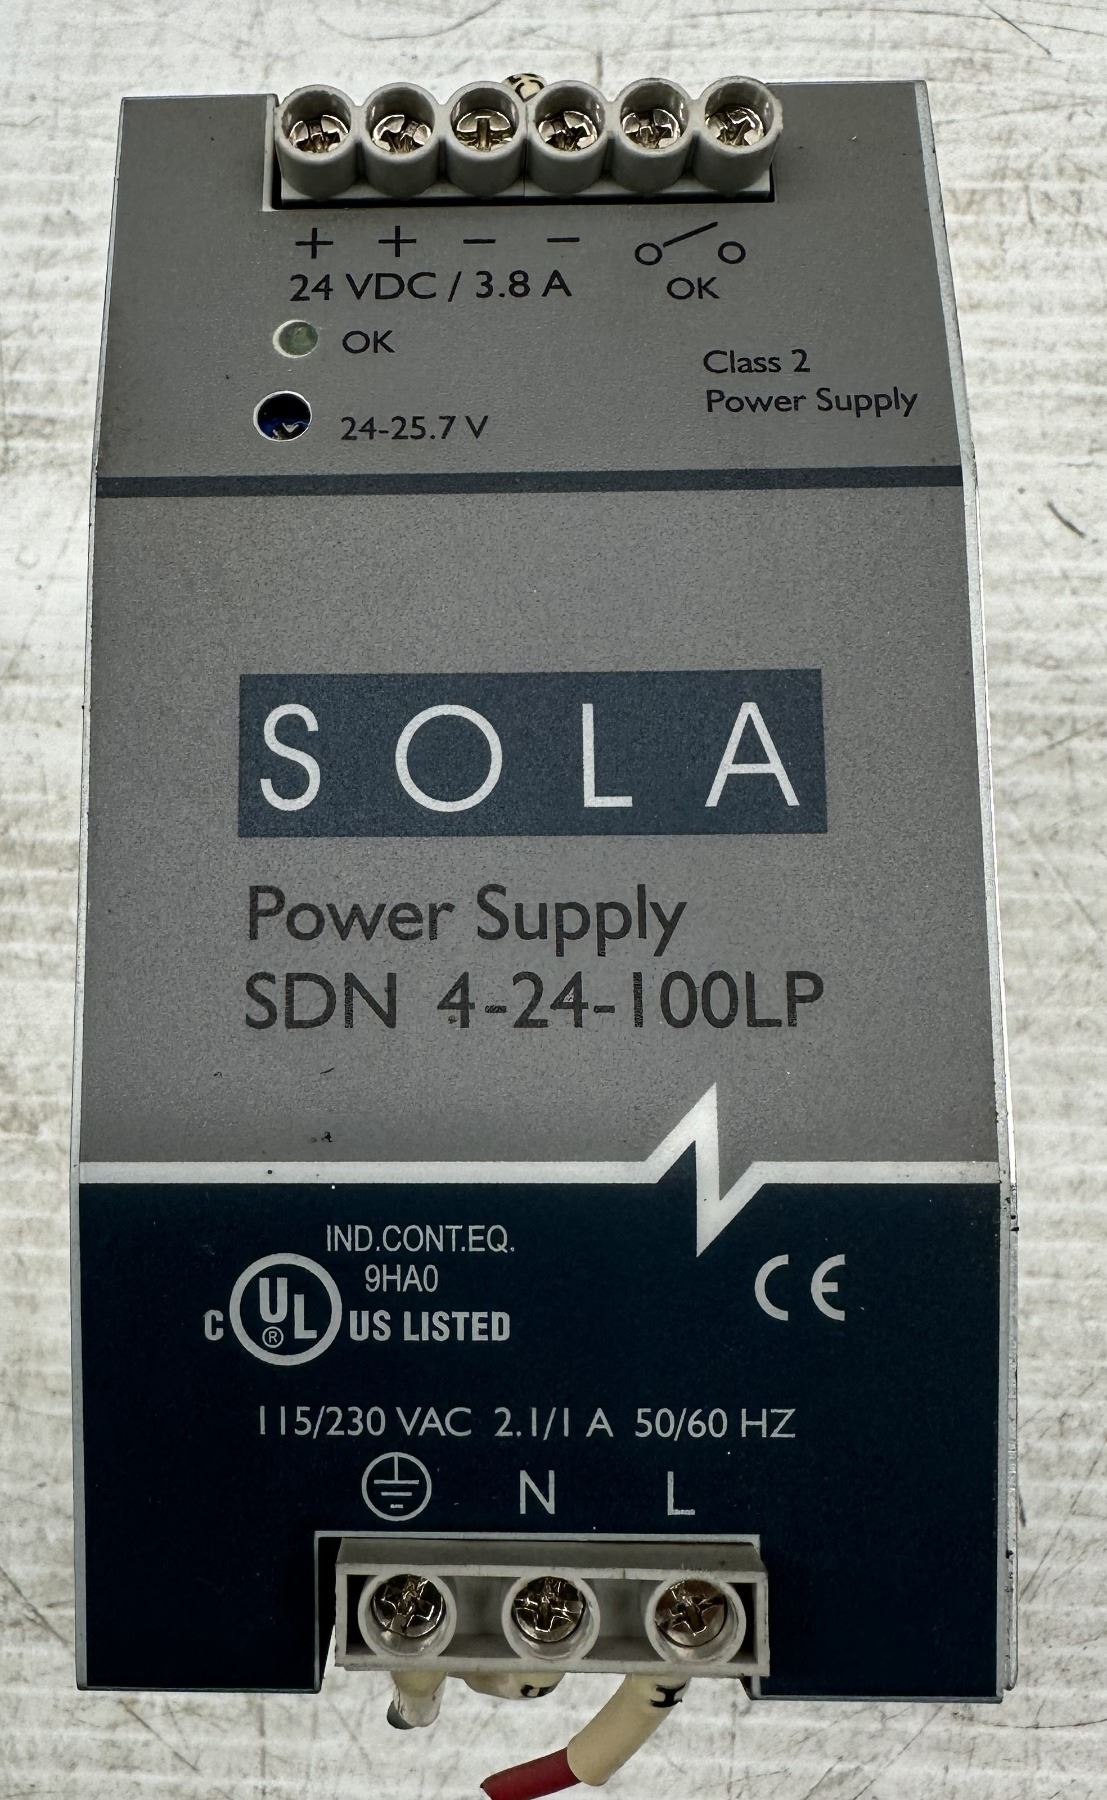 + + − −
24 VDC / 3.8 A
OK
OK
24-25.7 V
Class 2
Power Supply
SOLA
Power Supply
SDN 4-24-100LP
IND.CONT.EQ.
9HA0
C UL ® US LISTED
CE
115/230 VAC 2.1/1 A 50/60 HZ
N L